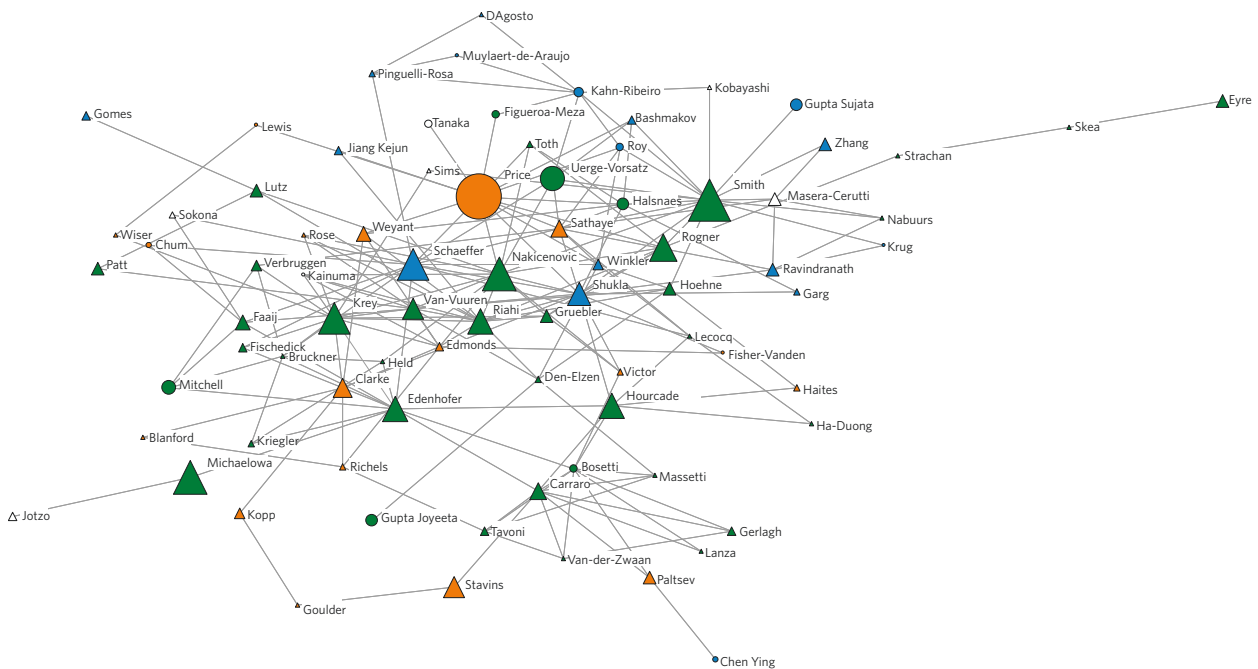 DAgosto
Muylaert-de-Araujo
Pinguelli-Rosa
Kahn-Ribeiro
Kobayashi
Gupta Sujata
Eyre
Gomes
Figueroa-Meza
Bashmakov
Lewis
Tanaka
Skea
Jiang Kejun
Toth
Roy
Zhang
Strachan
Sims
Price
Uerge-Vorsatz
Smith
Lutz
Halsnaes
Masera-Cerutti
Sokona
Weyant
Sathaye
Nabuurs
Wiser
Rose
Rogner
Chum
Schaeffer
Nakicenovic
Winkler
Krug
Patt
Verbruggen
Kainuma
Ravindranath
Shukla
Hoehne
Garg
Krey
Van-Vuuren
Riahi
Gruebler
Faaij
Lecocq
Fischedick
Bruckner
Held
Edmonds
Fisher-Vanden
Mitchell
Clarke
Den-Elzen
Victor
Haites
Edenhofer
Hourcade
Ha-Duong
Blanford
Kriegler
Michaelowa
Richels
Bosetti
Massetti
Carraro
Jotzo
Kopp
Gupta Joyeeta
Tavoni
Gerlagh
Lanza
Van-der-Zwaan
Stavins
Paltsev
Goulder
Chen Ying